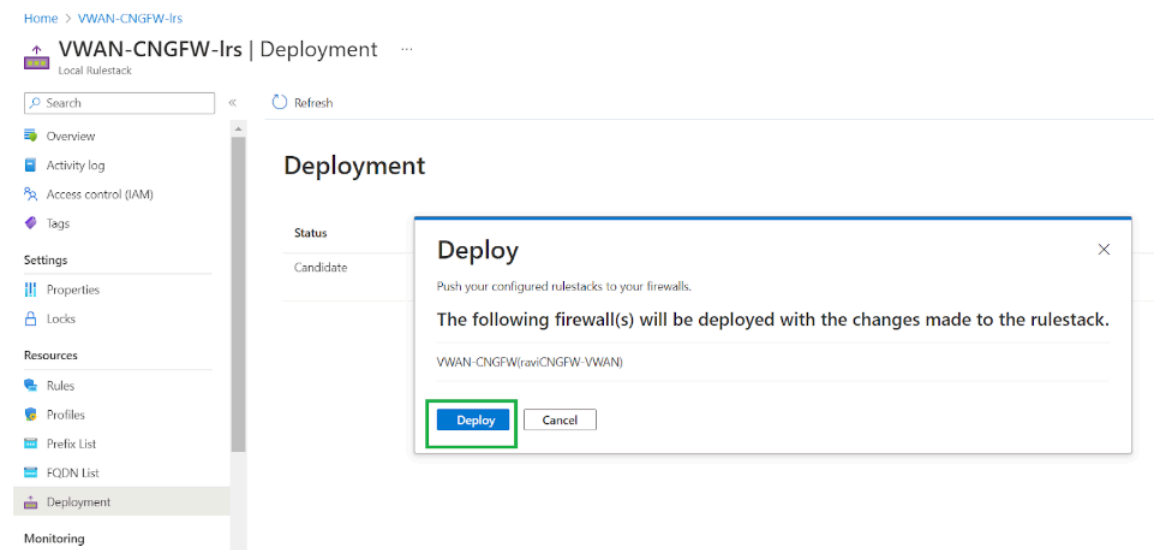 Home > VWAN-CNGFW-lrs
VWAN-CNGFW-lrs | Deployment ...
Local Rulestack
Search «
Refresh
Overview
Activity log
Access control (IAM)
Tags
Settings
Properties
Locks
Resources
Rules
Profiles
Prefix List
FQDN List
Deployment
Monitoring
Deployment
Status
Candidate
Deploy
Push your configured rulestacks to your firewalls.
The following firewall(s) will be deployed with the changes made to the rulestack.
VWAN-CNGFW(raviCNGFW-VWAN)
Deploy Cancel